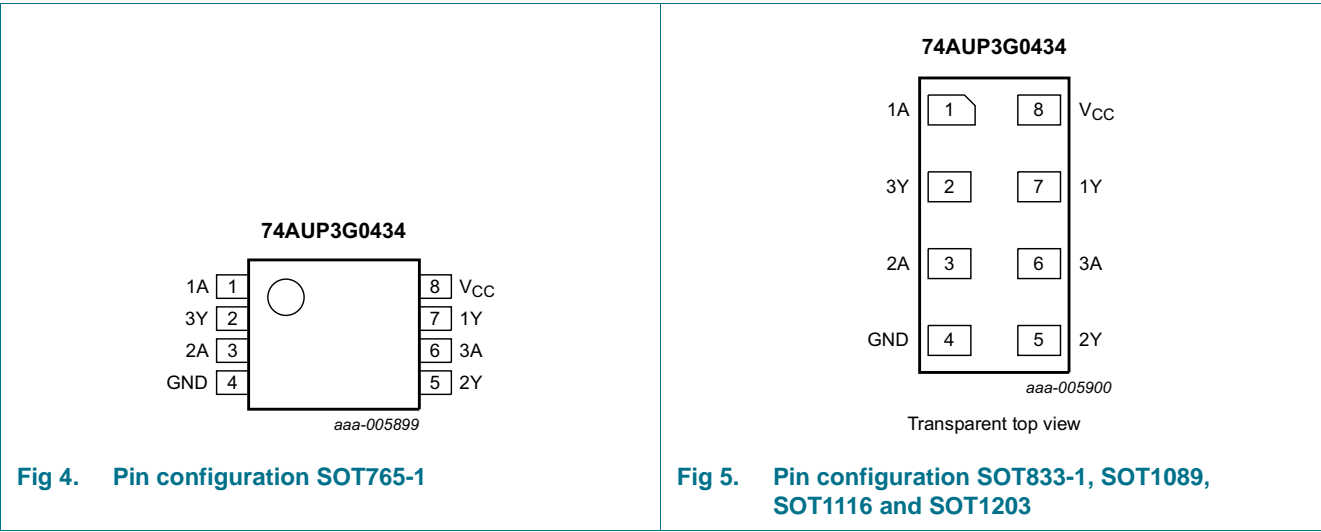 74AUP3G0434
1A 1 8 VCC
3Y 2 7 1Y
2A 3 6 3A
GND 4 5 2Y
aaa-005899
Fig 4. Pin configuration SOT765-1
74AUP3G0434
1A 1 8 VCC
3Y 2 7 1Y
2A 3 6 3A
GND 4 5 2Y
aaa-005900
Transparent top view
Fig 5. Pin configuration SOT833-1, SOT1089,
SOT1116 and SOT1203